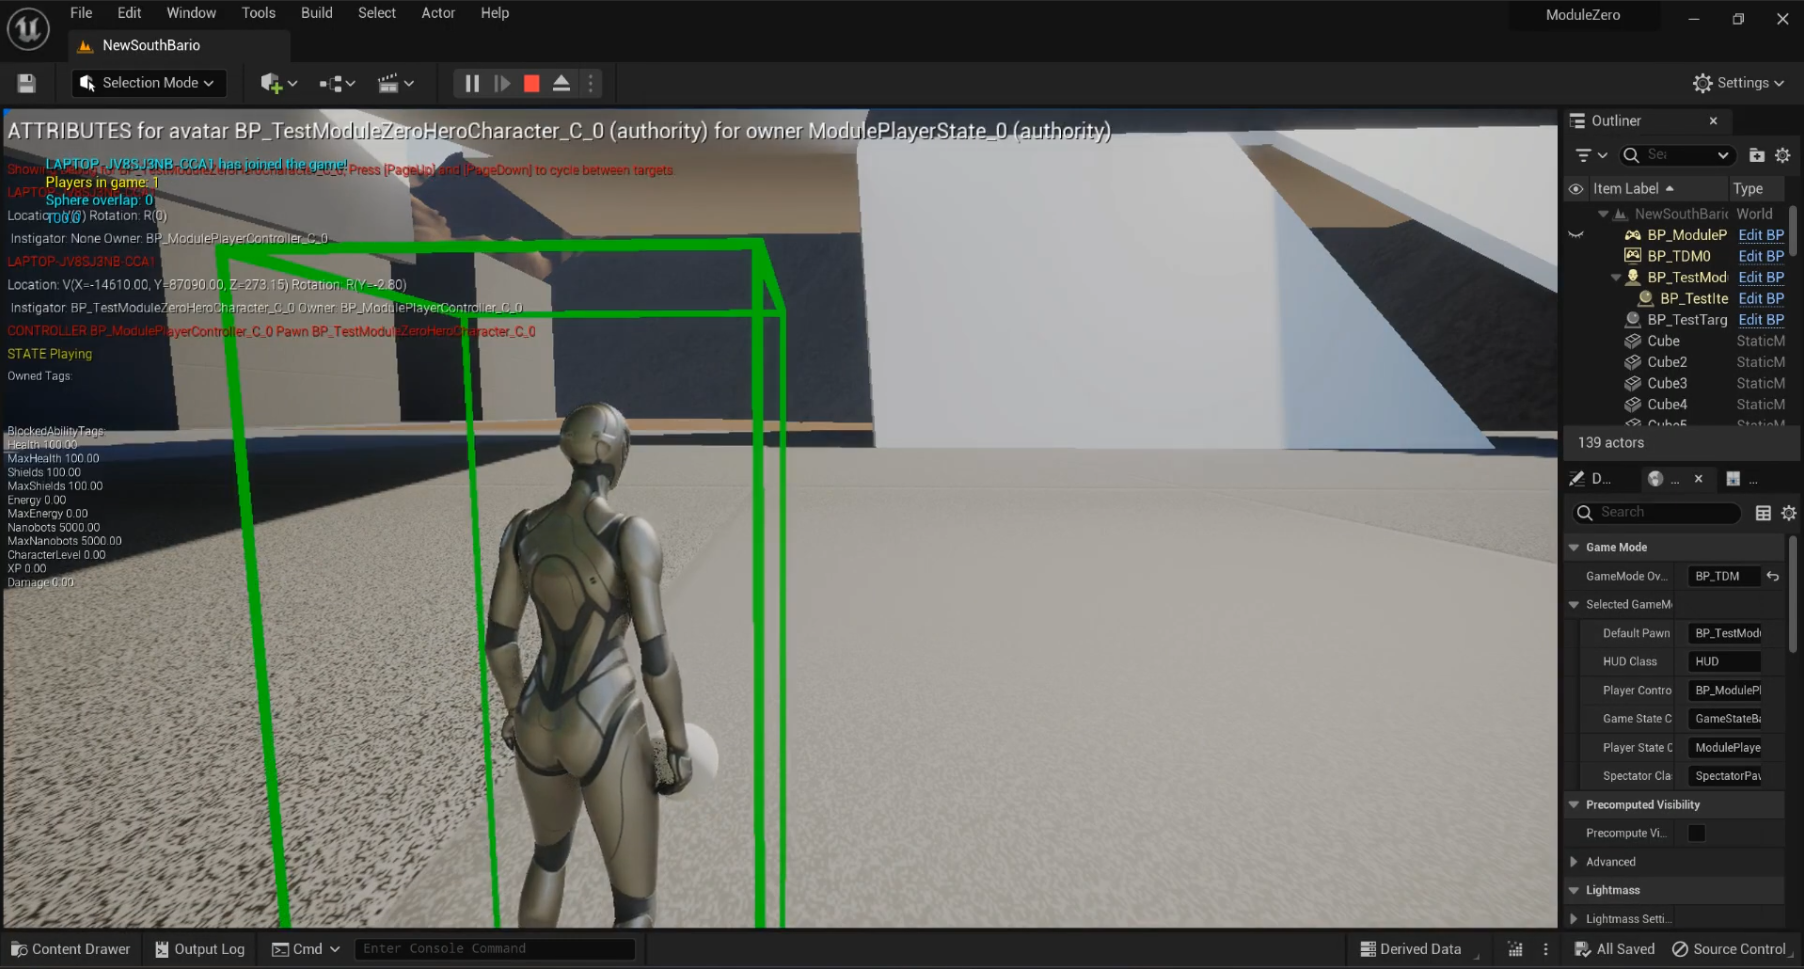 File Edit Window Tools Build Select Actor Help
ModuleZero
NewSouthBario
Selection Mode
Settings
ATTRIBUTES for avatar BP_TestModuleZeroHeroCharacter_C_0 (authority) for owner ModulePlayerState_0 (authority)
LAPTOP-JV8SJ3NB-CCA1 has joined the game!
Press [PageUp] and [PageDown] to cycle between targets.
Players in game: 1
Sphere overlap: 0
100.0
Rotation: R(0)
Instigator: None Owner: BP_ModulePlayerController_C_0
LAPTOP-JV8SJ3NB-CCA1
Location: V(X=-14610.00, Y=87090.00, Z=273.15) Rotation: R(Y=-2.80)
Instigator: BP_TestModuleZeroHeroCharacter_C_0 Owner: BP_ModulePlayerController_C_0
CONTROLLER BP_ModulePlayerController_C_0 Pawn BP_TestModuleZeroHeroCharacter_C_0
STATE Playing
Owned Tags:
BlockedAbilityTags:
Health 100.00
MaxHealth 100.00
Shields 100.00
MaxShields 100.00
Energy 0.00
MaxEnergy 0.00
Nanobots 5000.00
MaxNanobots 5000.00
CharacterLevel 0.00
XP 0.00
Damage 0.00
Outliner
Sea
Item Label Type
NewSouthBario World
BP_ModuleP Edit BP
BP_TDM0 Edit BP
BP_TestMod Edit BP
BP_TestIte Edit BP
BP_TestTarg Edit BP
Cube StaticM
Cube2 StaticM
Cube3 StaticM
Cube4 StaticM
139 actors
D... ... ...
Search
Game Mode
GameMode Ov... BP_TDM
Selected GameM
Default Pawn BP_TestModu
HUD Class HUD
Player Contro BP_ModulePl
Game State C GameStateBa
Player State C ModulePlaye
Spectator Cla SpectatorPaw
Precomputed Visibility
Precompute Vi...
Advanced
Lightmass
Lightmass Setti...
Content Drawer Output Log Cmd Enter Console Command Derived Data All Saved Source Control